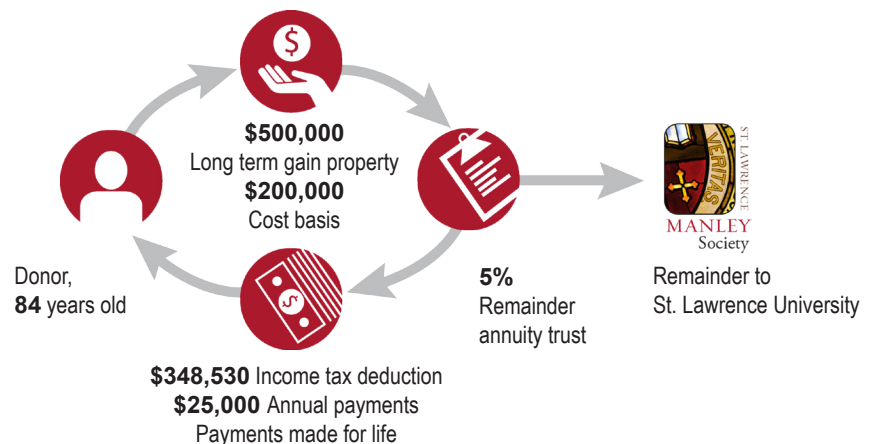 $
$500,000
Long term gain property
$200,000
Cost basis
Donor,
84 years old
$
$348,530 Income tax deduction
$25,000 Annual payments
Payments made for life
5%
Remainder
annuity trust
VERITAS
ST. LAWRENCE
MANLEY
Society
Remainder to
St. Lawrence University